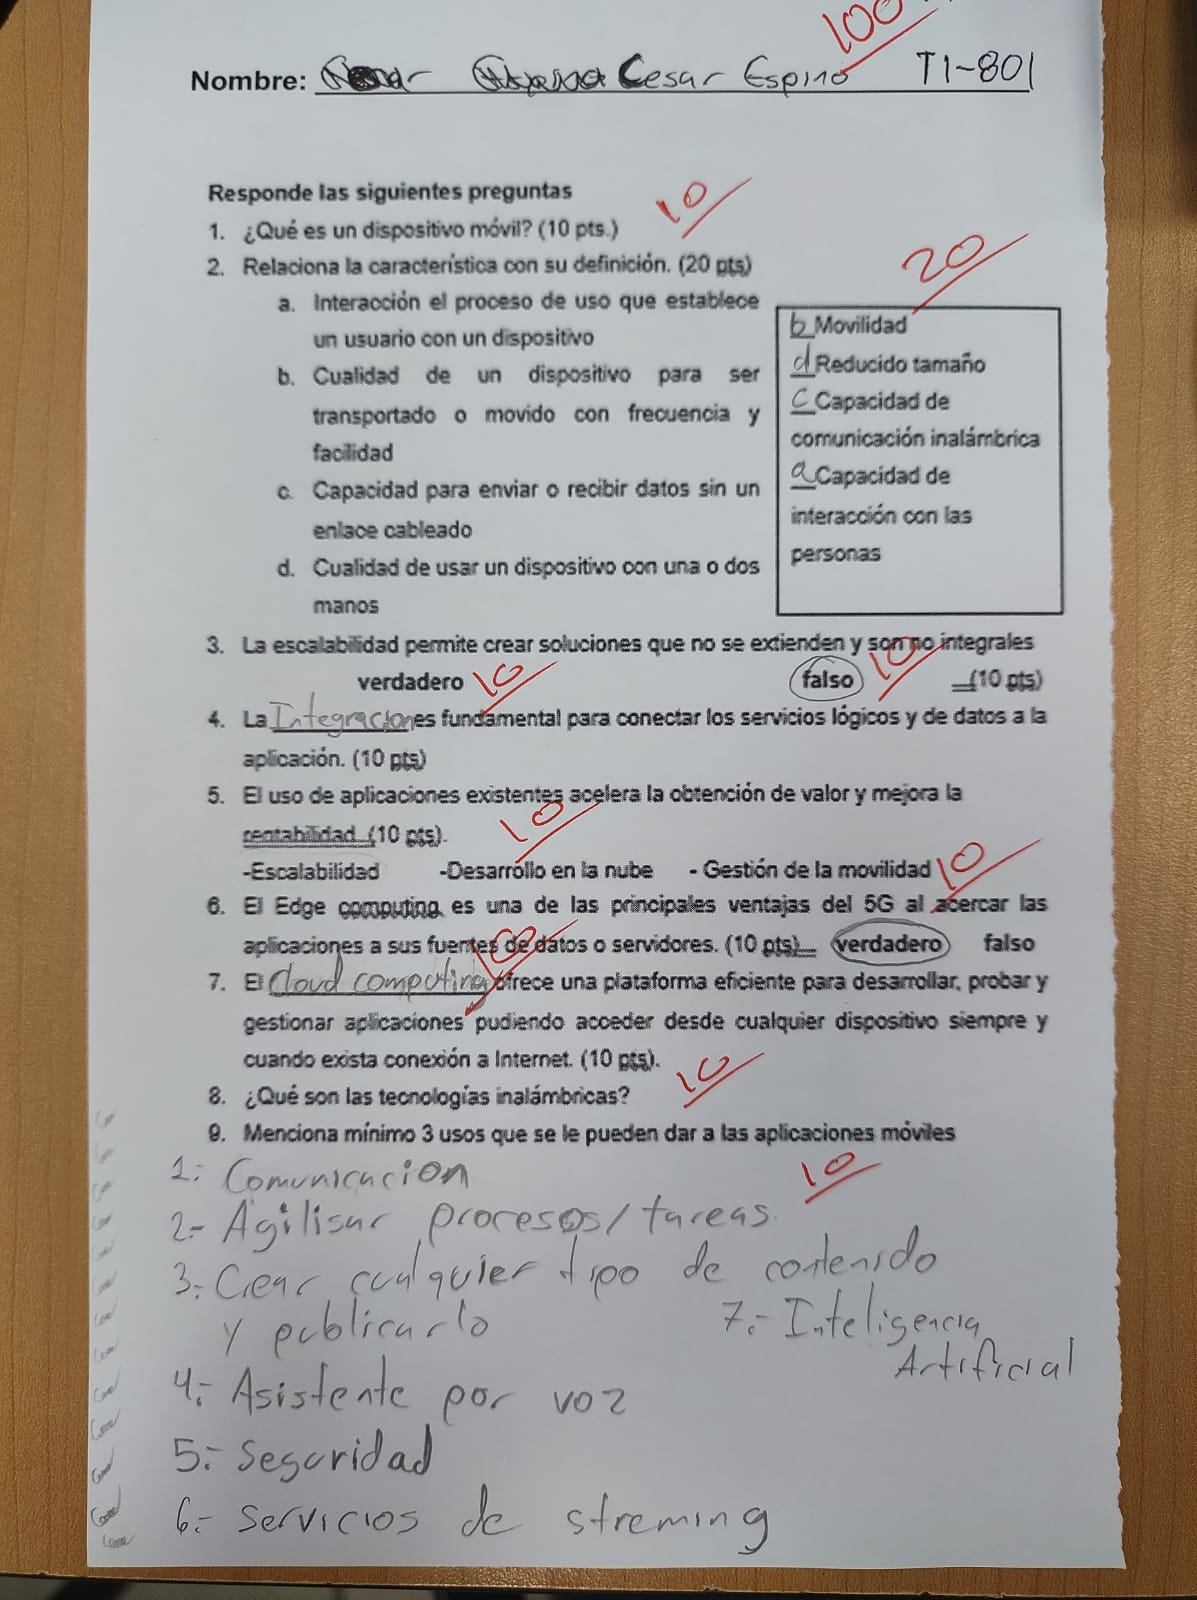 100
Nombre: Cesar Espino TI-801
Responde las siguientes preguntas
10
1. ¿Qué es un dispositivo móvil? (10 pts.)
2. Relaciona la característica con su definición. (20 pts)
20
a. Interacción el proceso de uso que establece
un usuario con un dispositivo
b. Cualidad de un dispositivo para ser
transportado o movido con frecuencia y
facilidad
c. Capacidad para enviar o recibir datos sin un
enlace cableado
d. Cualidad de usar un dispositivo con una o dos
manos
b Movilidad
d Reducido tamaño
c Capacidad de
comunicación inalámbrica
a Capacidad de
interacción con las
personas
3. La escalabilidad permite crear soluciones que no se extienden y son no integrales
verdadero 10 falso 10 _(10 pts)
4. La Integracion es fundamental para conectar los servicios lógicos y de datos a la
aplicación. (10 pts)
5. El uso de aplicaciones existentes acelera la obtención de valor y mejora la
rentabilidad (10 pts). 10
-Escalabilidad -Desarrollo en la nube - Gestión de la movilidad 10
6. El Edge computing es una de las principales ventajas del 5G al acercar las
aplicaciones a sus fuentes de datos o servidores. (10 pts)_ verdadero falso
7. El Cloud computing ofrece una plataforma eficiente para desarrollar, probar y
gestionar aplicaciones pudiendo acceder desde cualquier dispositivo siempre y
cuando exista conexión a Internet. (10 pts).
8. ¿Qué son las tecnologías inalámbricas? 10
9. Menciona mínimo 3 usos que se le pueden dar a las aplicaciones móviles
10
1.- Comunicacion
2.- Agilisar procesos/tareas.
3.- Crear cualquier tipo de contenido
y publicarlo
4.- Asistente por voz
5.- Seguridad
6.- Servicios de streming
7.- Inteligencia
Artificial